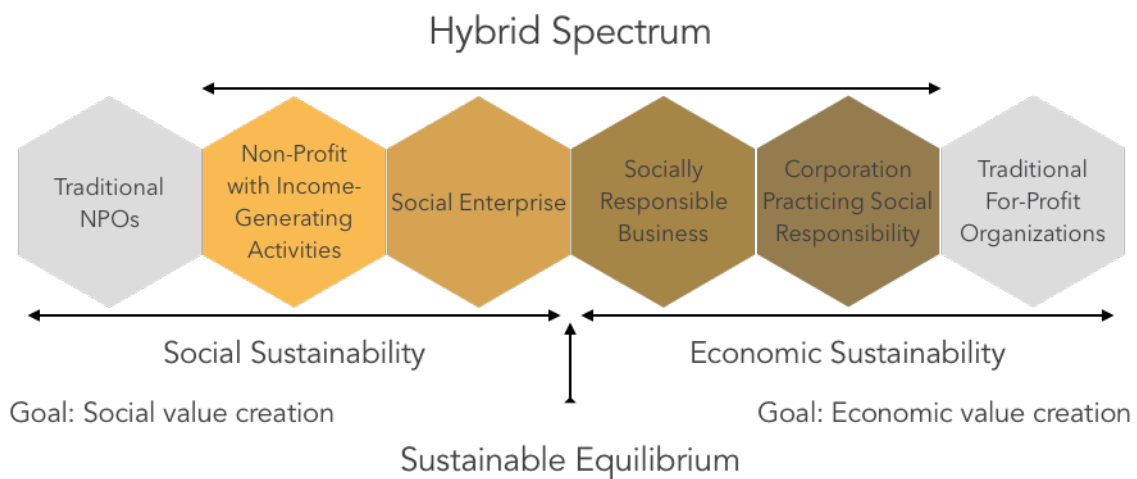 Hybrid Spectrum
Traditional
NPOs
Non-Profit
with Income-
Generating
Activities
Social Enterprise
Socially
Responsible
Business
Corporation
Practicing Social
Responsibility
Traditional
For-Profit
Organizations
Social Sustainability
Economic Sustainability
Goal: Social value creation
Goal: Economic value creation
Sustainable Equilibrium